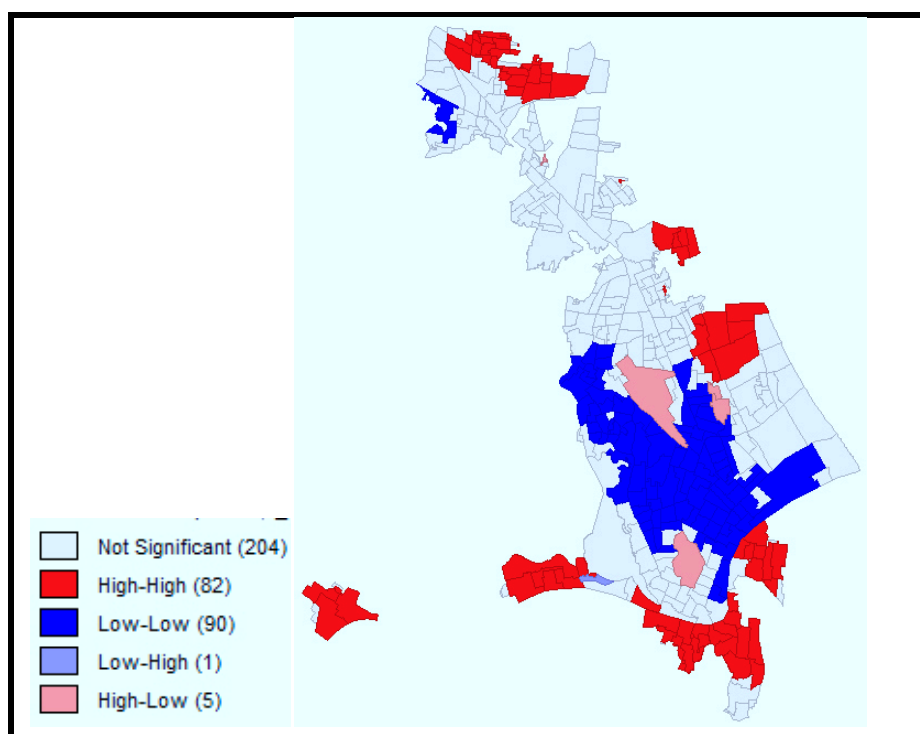 Not Significant (204)
High-High (82)
Low-Low (90)
Low-High (1)
High-Low (5)